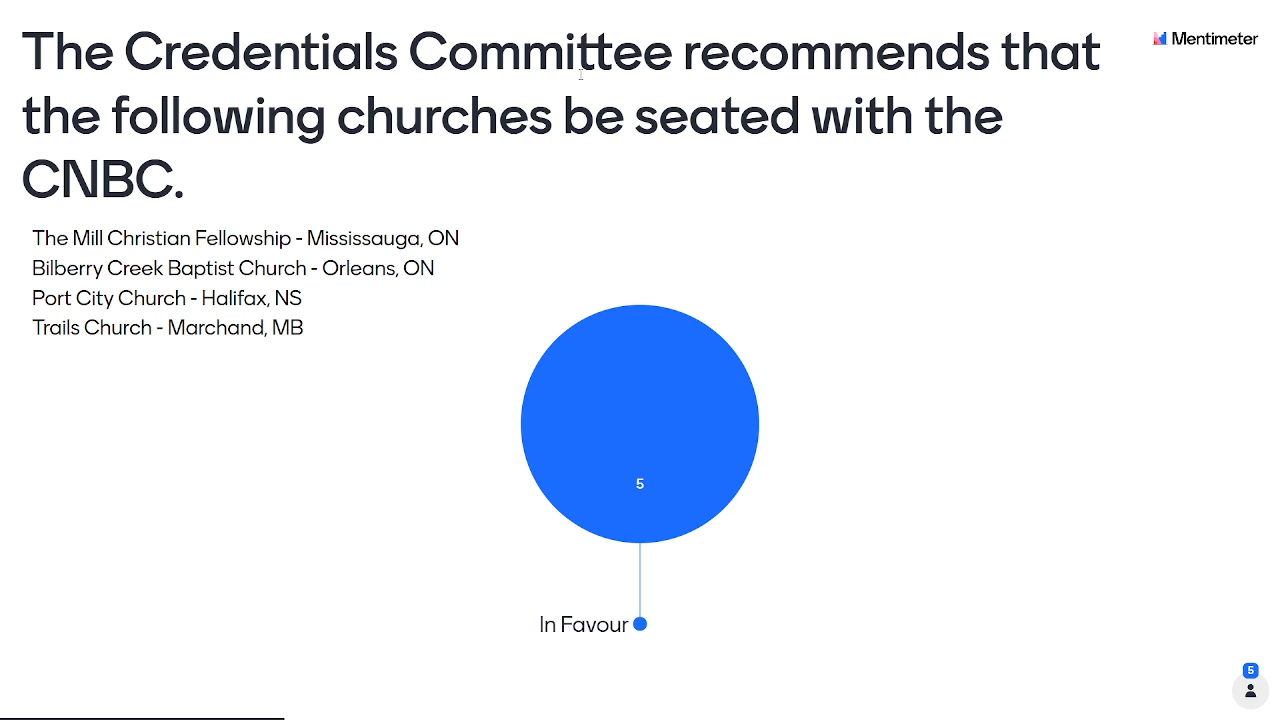 The Credentials Committee recommends that
the following churches be seated with the
CNBC.
Mentimeter
The Mill Christian Fellowship - Mississauga, ON
Bilberry Creek Baptist Church - Orleans, ON
Port City Church - Halifax, NS
Trails Church - Marchand, MB
5
In Favour
5